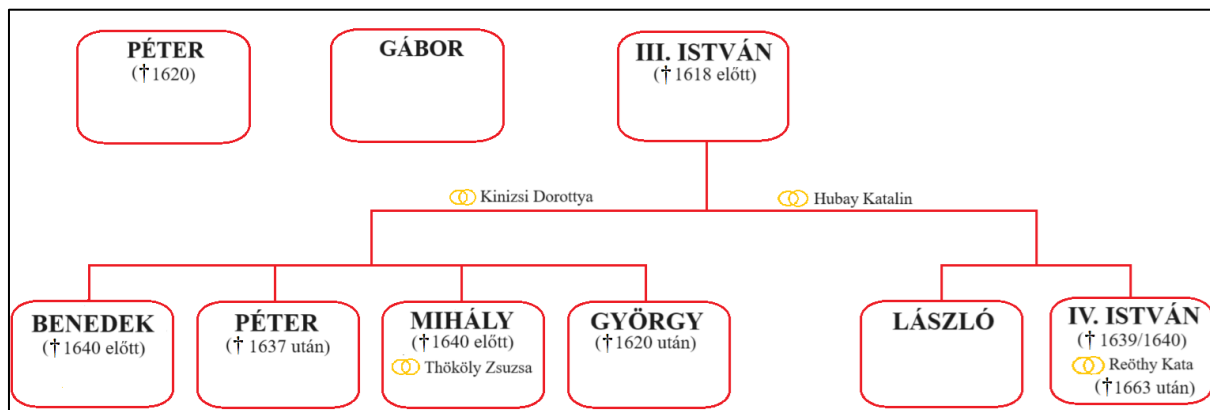 PÉTER
(†1620)
GÁBOR
III. ISTVÁN
(†1618 előtt)
Kinizsi Dorottya
Hubay Katalin
BENEDEK
(†1640 előtt)
PÉTER
(† 1637 után)
MIHÁLY
(†1640 előtt)
Thököly Zsuzsa
GYÖRGY
(†1620 után)
LÁSZLÓ
IV. ISTVÁN
(† 1639/1640)
Reöthy Kata
(†1663 után)